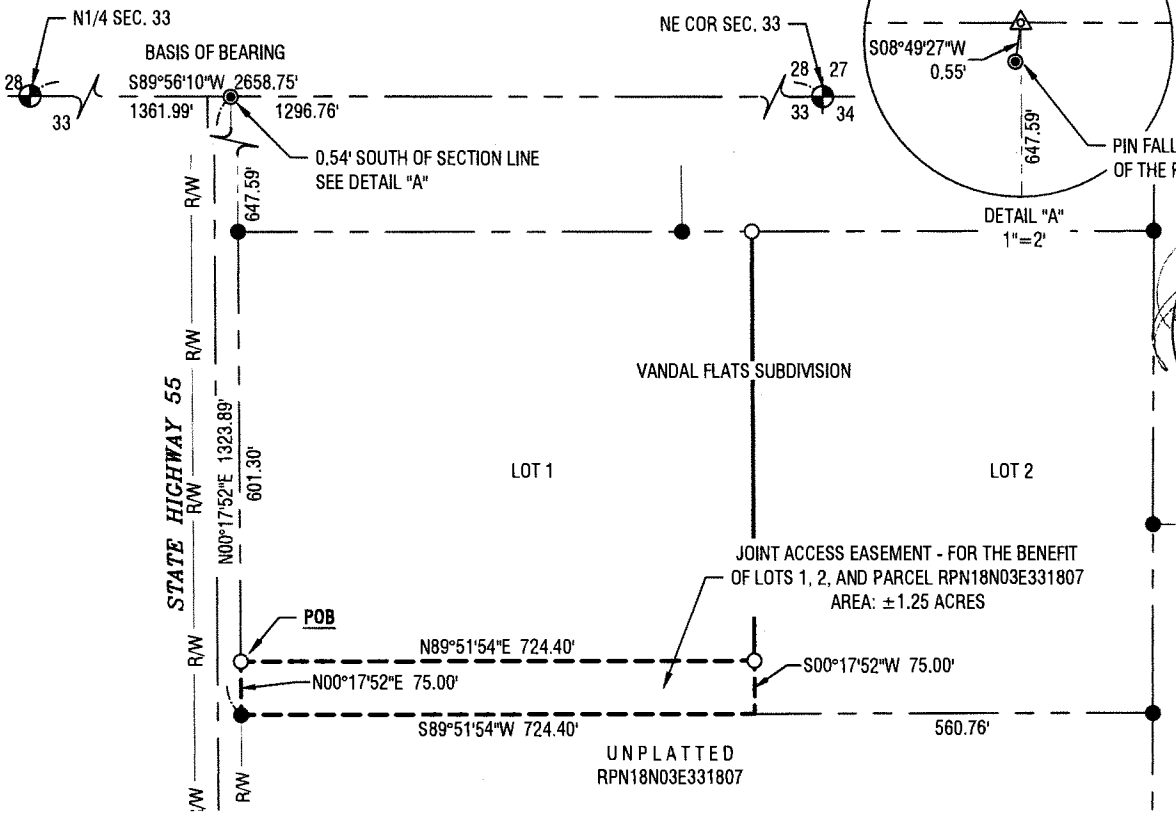 N1/4 SEC. 33
BASIS OF BEARING
S89°56'10"W 2658.75'
1361.99'
1296.76'
28
33
NE COR SEC. 33
28 27
33 34
0.54' SOUTH OF SECTION LINE
SEE DETAIL "A"
S08°49'27"W
0.55'
647.59'
PIN FALL
OF THE
DETAIL "A"
1"=2'
647.59'
R/W
R/W
R/W
R/W
R/W
R/W
STATE HIGHWAY 55
N00°17'52"E 1323.89'
601.30'
VANDAL FLATS SUBDIVISION
LOT 1
LOT 2
JOINT ACCESS EASEMENT - FOR THE BENEFIT
OF LOTS 1, 2, AND PARCEL RPN18N03E331807
AREA: ±1.25 ACRES
POB
N89°51'54"E 724.40'
N00°17'52"E 75.00'
S00°17'52"W 75.00'
S89°51'54"W 724.40'
560.76'
UNPLATTED
RPN18N03E331807